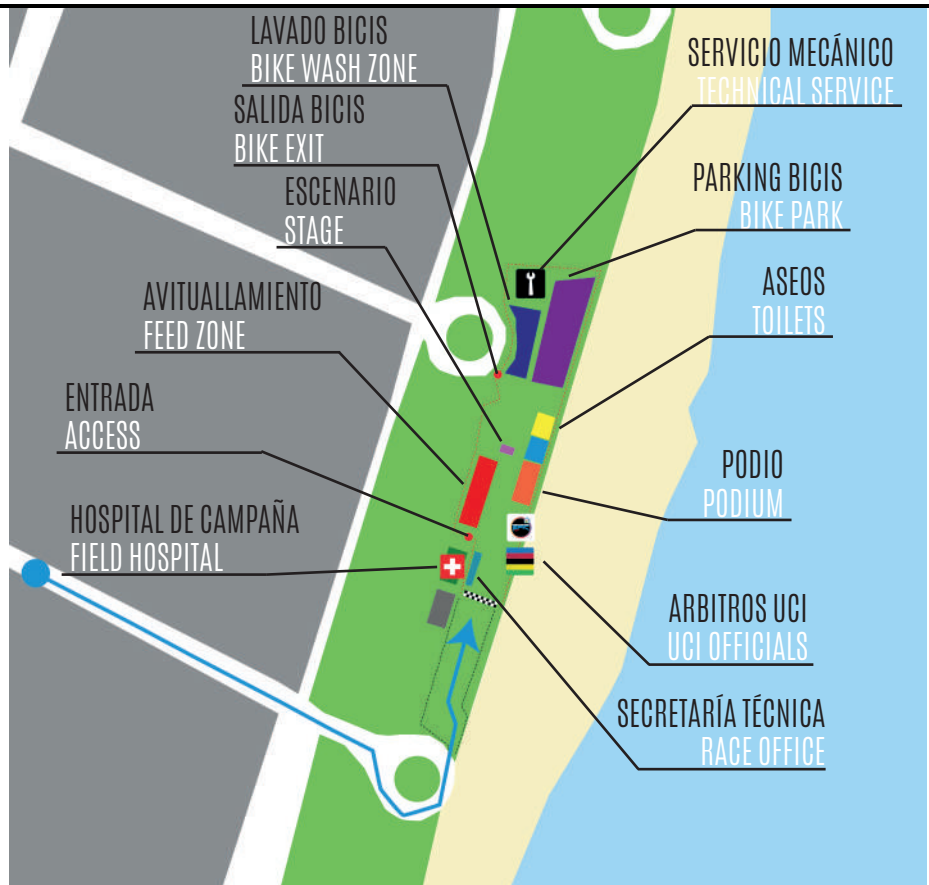 LAVADO BICIS
BIKE WASH ZONE
SALIDA BICIS
BIKE EXIT
ESCENARIO
STAGE
AVITUALLAMIENTO
FEED ZONE
ENTRADA
ACCESS
HOSPITAL DE CAMPAÑA
FIELD HOSPITAL
SERVICIO MECÁNICO
TECHNICAL SERVICE
PARKING BICIS
BIKE PARK
ASEOS
TOILETS
PODIO
PODIUM
ARBITROS UCI
UCI OFFICIALS
SECRETARÍA TÉCNICA
RACE OFFICE